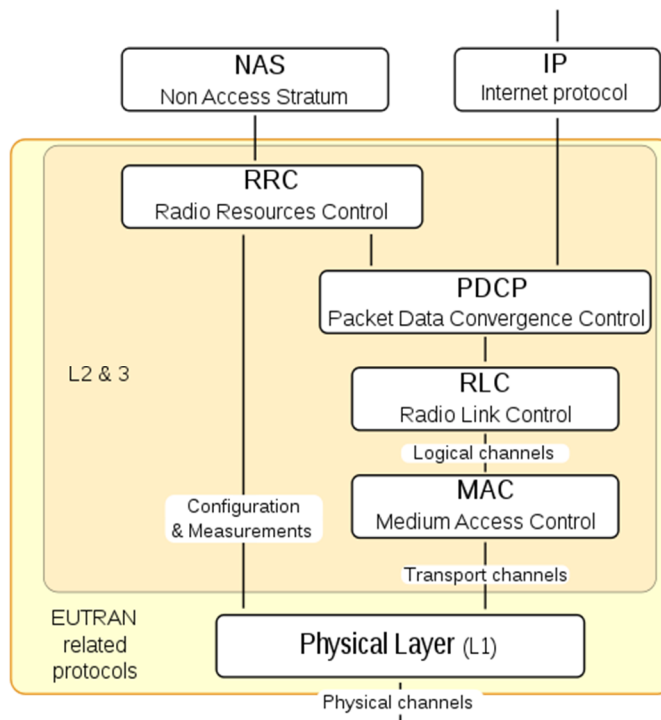 NAS
Non Access Stratum
IP
Internet protocol
RRC
Radio Resources Control
PDCP
Packet Data Convergence Control
L2 & 3
RLC
Radio Link Control
Logical channels
MAC
Medium Access Control
Configuration
& Measurements
Transport channels
EUTRAN
related
protocols
Physical Layer (L1)
Physical channels